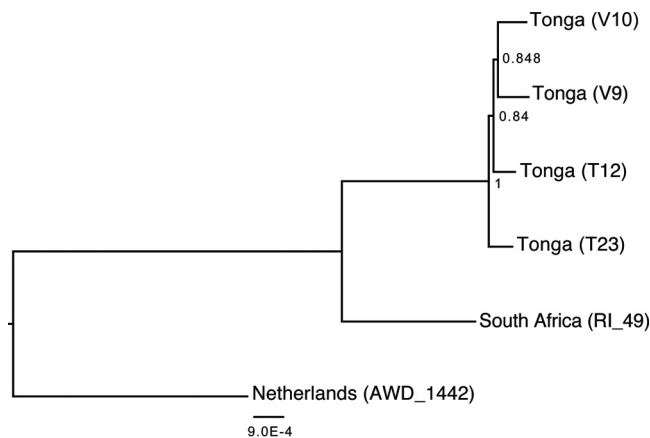 Tonga (V10)
0.848
Tonga (V9)
0.84
Tonga (T12)
1
Tonga (T23)
South Africa (RI_49)
Netherlands (AWD_1442)
9.0E-4